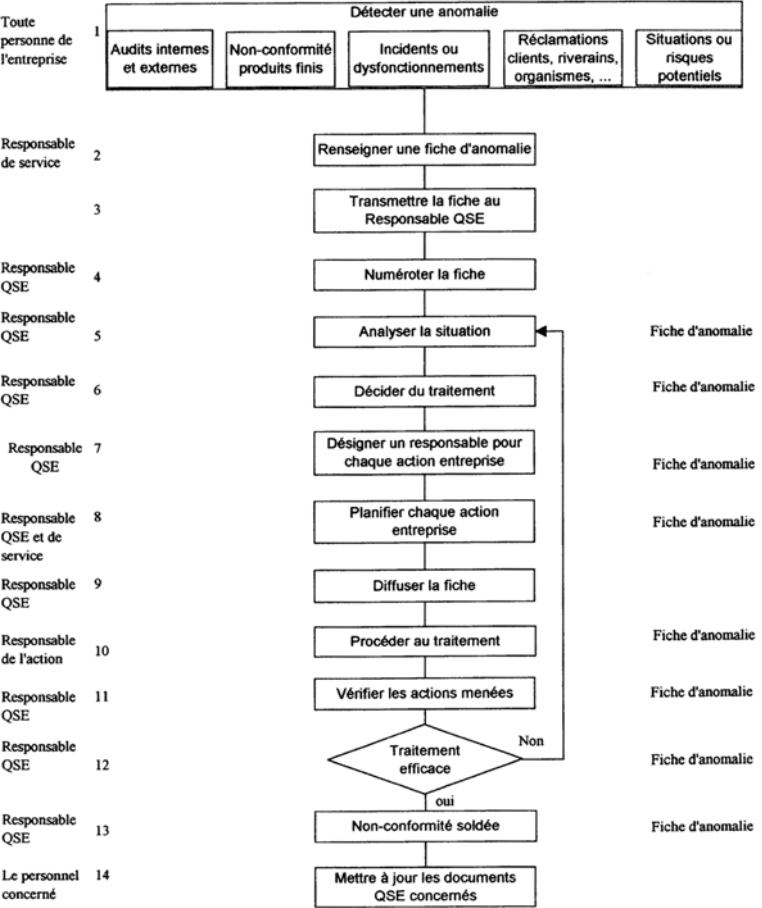 Détecter une anomalie
Toute
personne de
l'entreprise
1
Audits internes
et externes
Non-conformité
produits finis
Incidents ou
dysfonctionnements
Réclamations
clients, riverains,
organismes, ...
Situations ou
risques
potentiels
Responsable
de service
2
Renseigner une fiche d'anomalie
3
Transmettre la fiche au
Responsable QSE
Responsable
QSE
4
Numéroter la fiche
Responsable
QSE
5
Analyser la situation
Fiche d'anomalie
Responsable
QSE
6
Décider du traitement
Fiche d'anomalie
Responsable
QSE
7
Désigner un responsable pour
chaque action entreprise
Fiche d'anomalie
Responsable
QSE et de
service
8
Planifier chaque action
entreprise
Fiche d'anomalie
Responsable
QSE
9
Diffuser la fiche
Responsable
de l'action
10
Procéder au traitement
Fiche d'anomalie
Responsable
QSE
11
Vérifier les actions menées
Fiche d'anomalie
Responsable
QSE
12
Traitement
efficace
Non
Fiche d'anomalie
oui
Responsable
QSE
13
Non-conformité soldée
Fiche d'anomalie
Le personnel
concerné
14
Mettre à jour les documents
QSE concernés